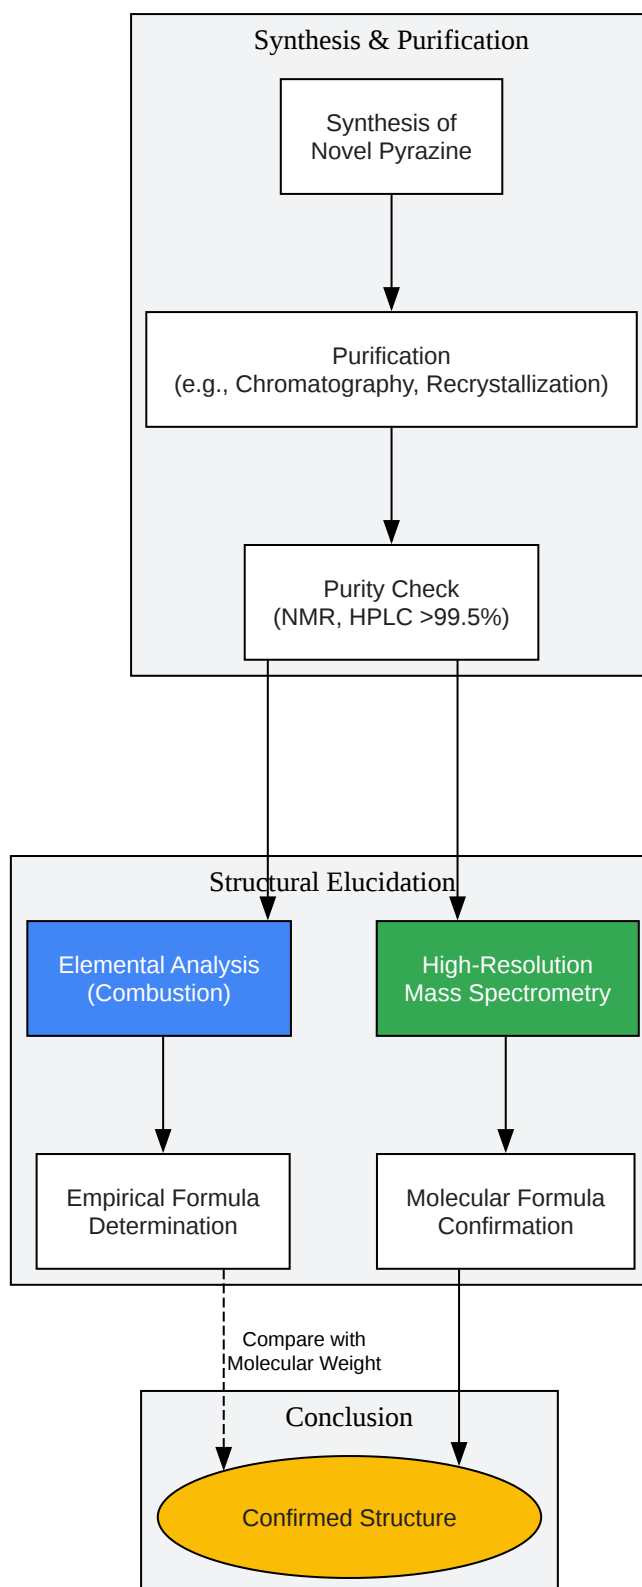 Synthesis & Purification
Synthesis of
Novel Pyrazine
Purification
(e.g., Chromatography, Recrystallization)
Purity Check
(NMR, HPLC >99.5%)
Structural Elucidation
Elemental Analysis
(Combustion)
High-Resolution
Mass Spectrometry
Empirical Formula
Determination
Molecular Formula
Confirmation
Compare with
Molecular Weight
Conclusion
Confirmed Structure